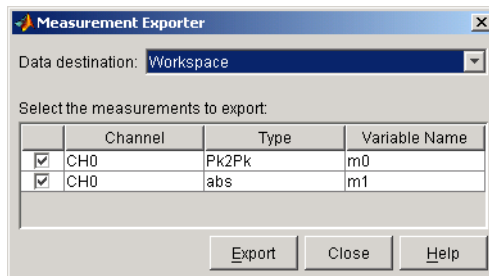 Measurement Exporter
Data destination: Workspace
Select the measurements to export:
Channel Type Variable Name
CH0 Pk2Pk m0
CH0 abs m1
Export Close Help